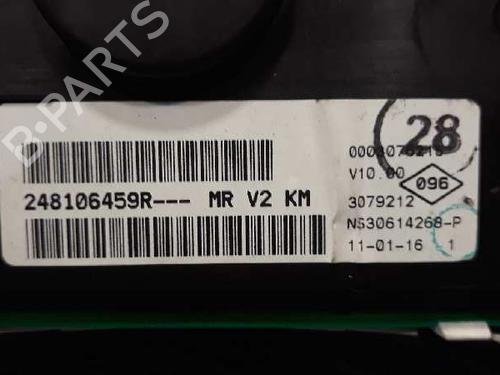 B-PARTS
28
V10.00
096
248106459R--- MR V2 KM
3079212
NS30614268-P
11-01-16 1